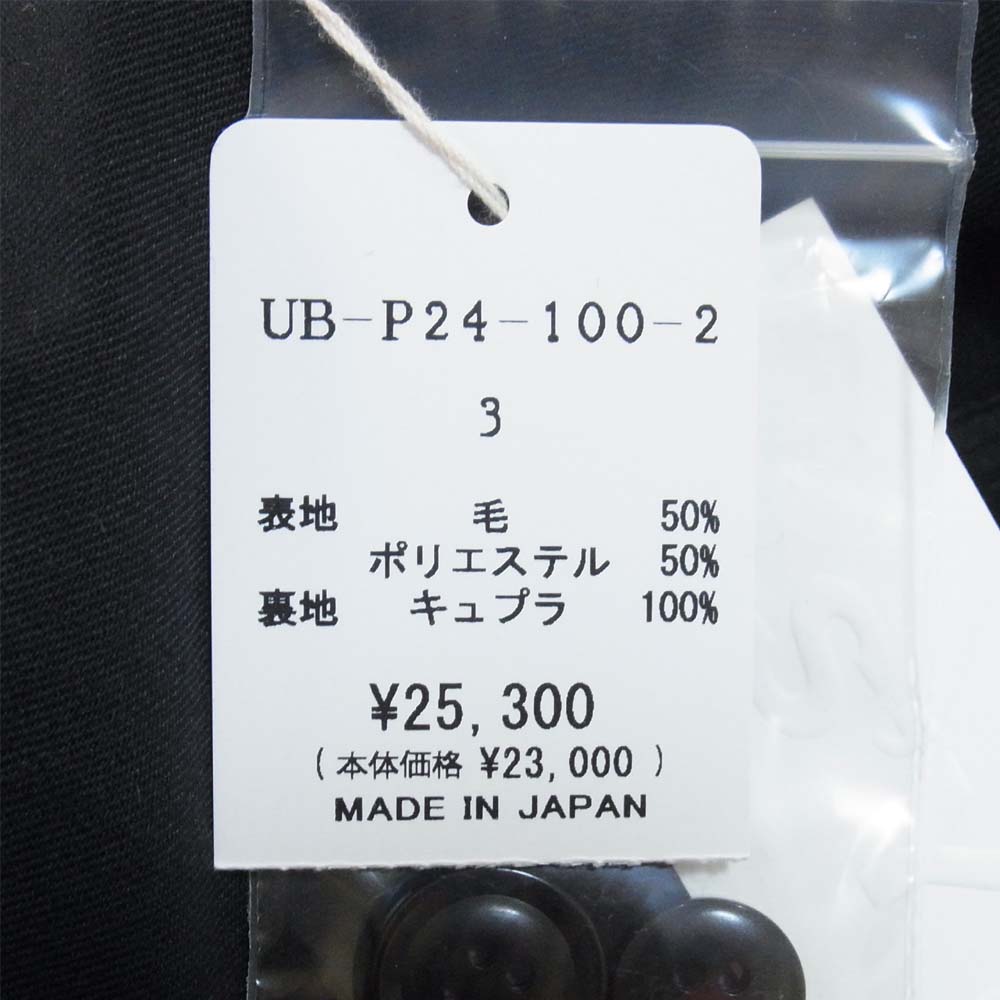 UB-P24-100-2
3
表地 毛 50%
ポリエステル 50%
裏地 キュプラ 100%
¥25,300
(本体価格 ¥23,000)
MADE IN JAPAN